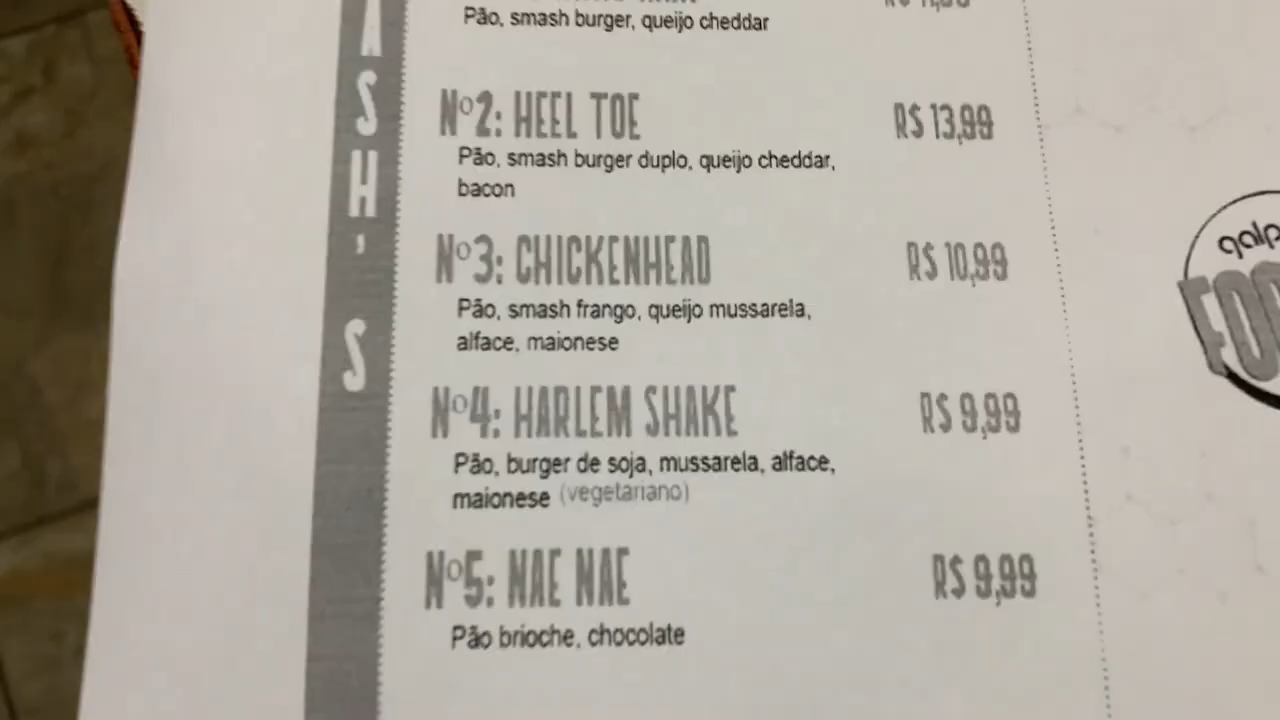 ASH'S
Pão, smash burger, queijo cheddar
Nº2: HEEL TOE
R$ 13,99
Pão, smash burger duplo, queijo cheddar,
bacon
Nº3: CHICKENHEAD
R$ 10,99
Pão, smash frango, queijo mussarela,
alface, maionese
Nº4: HARLEM SHAKE
R$ 9,99
Pão, burger de soja, mussarela, alface,
maionese (vegetariano)
Nº5: NAE NAE
R$ 9,99
Pão brioche, chocolate